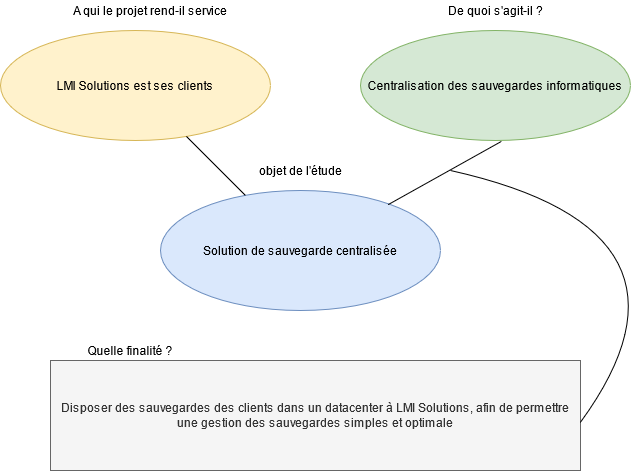 A qui le projet rend-il service
De quoi s'agit-il ?
LMI Solutions est ses clients
Centralisation des sauvegardes informatiques
objet de l'étude
Solution de sauvegarde centralisée
Quelle finalité ?
Disposer des sauvegardes des clients dans un datacenter à LMI Solutions, afin de permettre
une gestion des sauvegardes simples et optimale